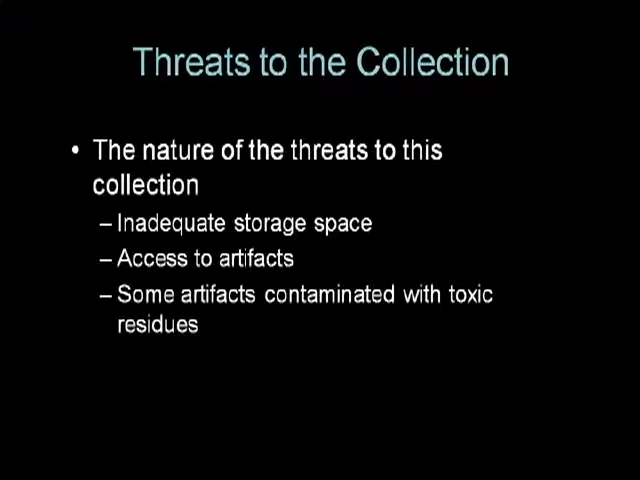 Threats to the Collection
• The nature of the threats to this
collection
– Inadequate storage space
– Access to artifacts
– Some artifacts contaminated with toxic
residues